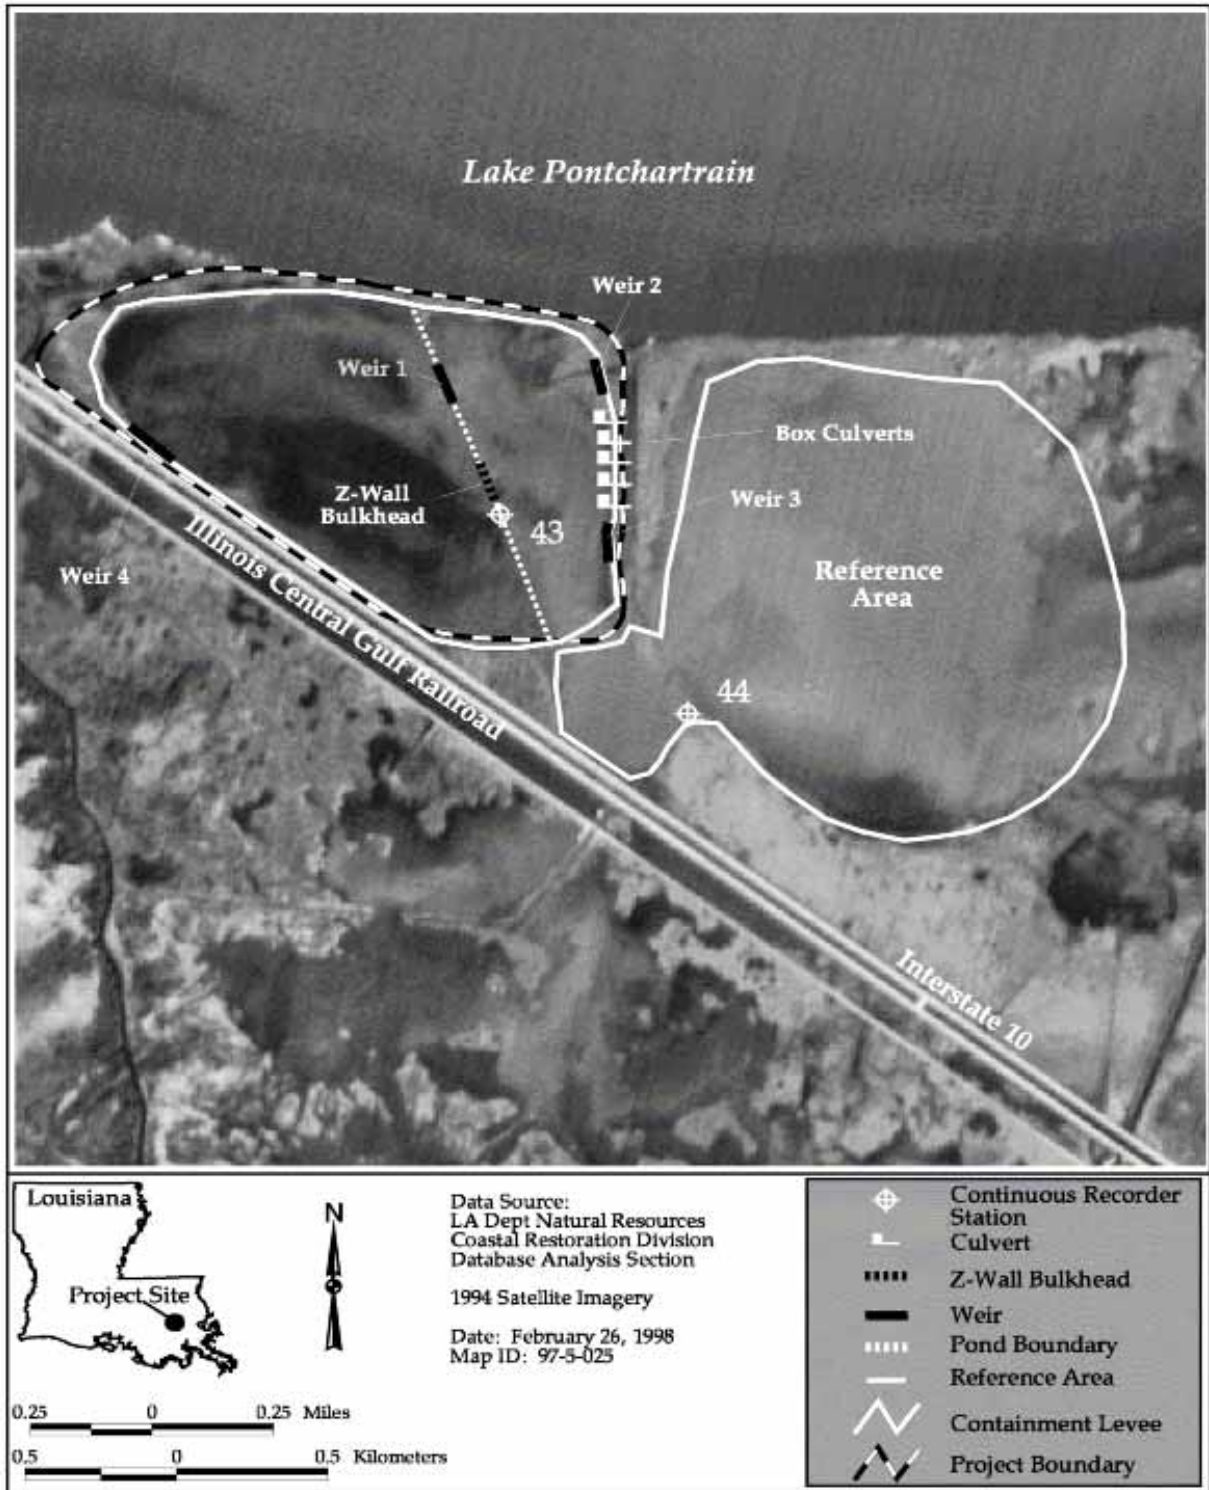 Lake Pontchartrain
Weir 2
Weir 1
Box Culverts
Z-Wall
Bulkhead
43
Weir 3
Weir 4
Reference
Area
Illinois Central Gulf Railroad
44
Interstate 10
Louisiana
Project Site
N
0.25 0 0.25 Miles
0.5 0 0.5 Kilometers
Data Source:
LA Dept Natural Resources
Coastal Restoration Division
Database Analysis Section
1994 Satellite Imagery
Date: February 26, 1998
Map ID: 97-5-025
Continuous Recorder
Station
Culvert
Z-Wall Bulkhead
Weir
Pond Boundary
Reference Area
Containment Levee
Project Boundary